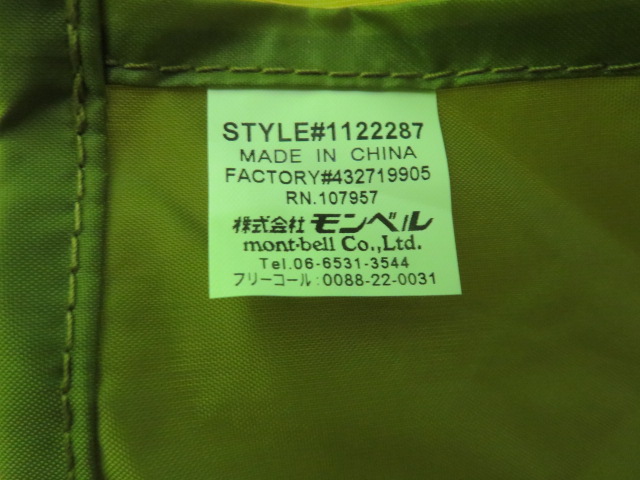 STYLE#1122287
MADE IN CHINA
FACTORY#432719905
RN.107957
株式会社 モンベル
mont-bell Co.,Ltd.
Tel.06-6531-3544
フリーコール:0088-22-0031